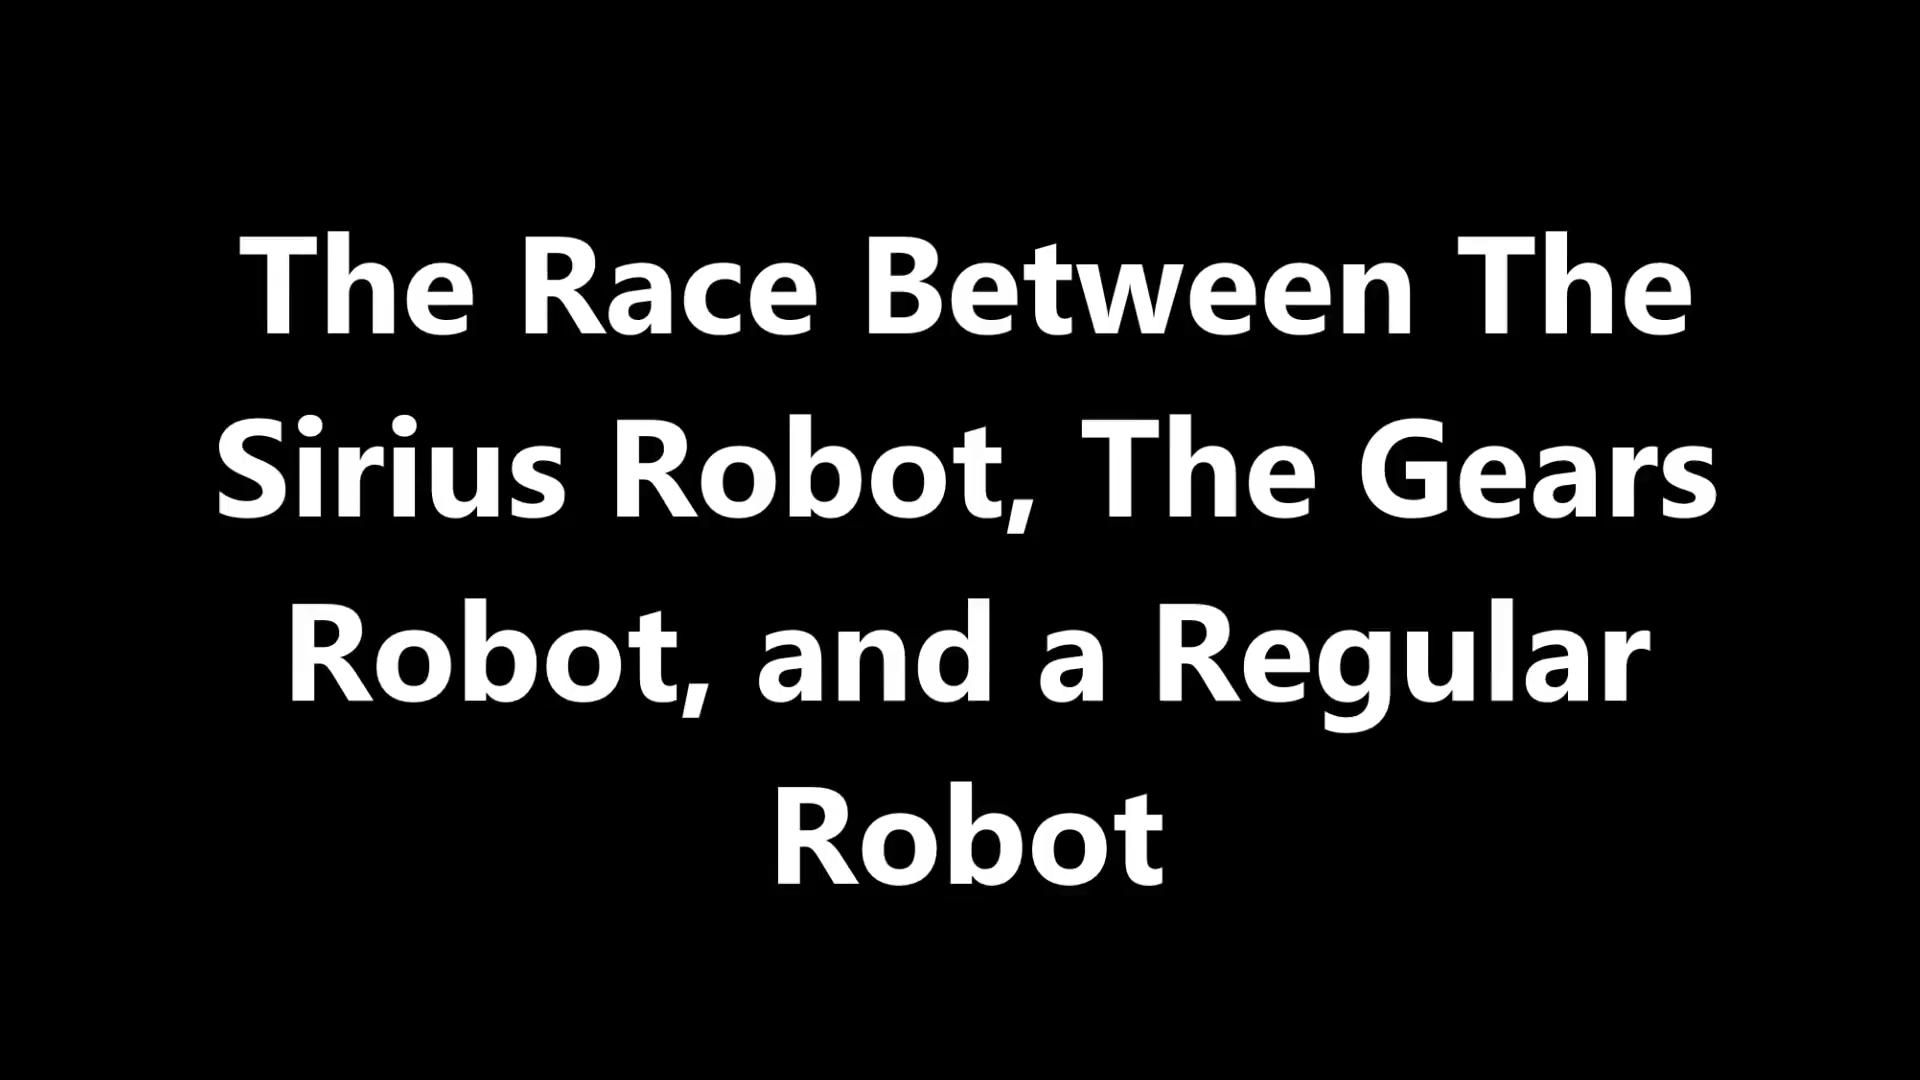 The Race Between The
Sirius Robot, The Gears
Robot, and a Regular
Robot